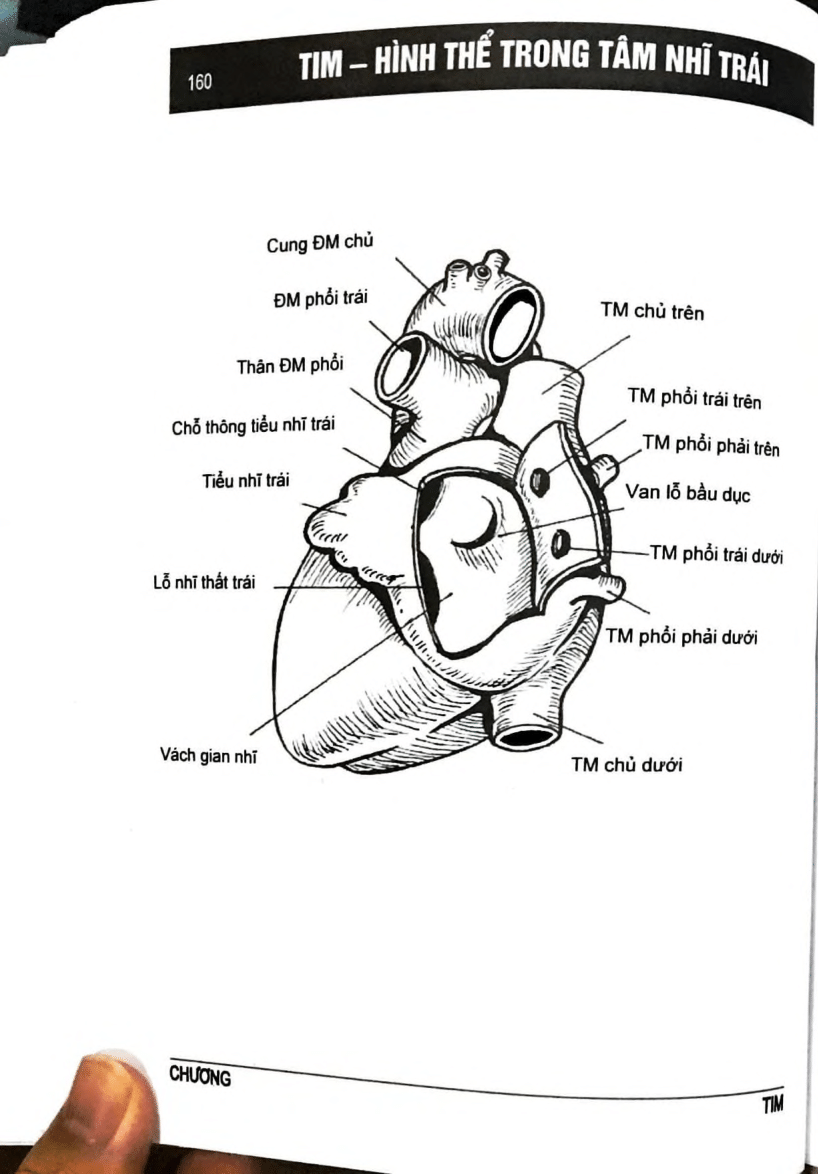 160
TIM – HÌNH THỂ TRONG TÂM NHĨ TRÁI
Cung ĐM chủ
ĐM phổi trái
Thân ĐM phổi
Chỗ thông tiểu nhĩ trái
Tiểu nhĩ trái
Lỗ nhĩ thất trái
Vách gian nhĩ
TM chủ trên
TM phổi trái trên
TM phổi phải trên
Van lỗ bầu dục
TM phổi trái dưới
TM phổi phải dưới
TM chủ dưới
CHƯƠNG
TIM